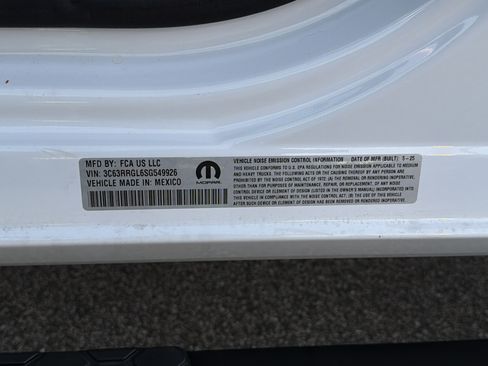 MFD BY: FCA US LLC
VIN: 3C63RRGL6SG549926
VEHICLE MADE IN: MEXICO
MOPAR
VEHICLE NOISE EMISSION CONTROL INFORMATION DATE OF MFR (BUILT) 5-25
THIS VEHICLE CONFORMS TO U.S. EPA REGULATIONS FOR NOISE EMISSION APPLICABLE TO MEDIUM
AND HEAVY TRUCKS. THE FOLLOWING ACTS OR THE CAUSING THEREOF BY ANY PERSON ARE
PROHIBITED BY THE NOISE CONTROL ACT OF 1972: (A) THE REMOVAL OR RENDERING INOPERATIVE,
OTHER THAN FOR PURPOSES OF MAINTENANCE, REPAIR, OR REPLACEMENT, OF ANY NOISE
CONTROL DEVICE OR ELEMENT OF DESIGN (LISTED IN THE OWNER'S MANUAL) INCORPORATED INTO
THIS VEHICLE IN COMPLIANCE WITH THE NOISE CONTROL ACT; (B) THE USE OF THIS VEHICLE
AFTER SUCH DEVICE OR ELEMENT OF DESIGN HAS BEEN REMOVED OR RENDERED INOPERATIVE